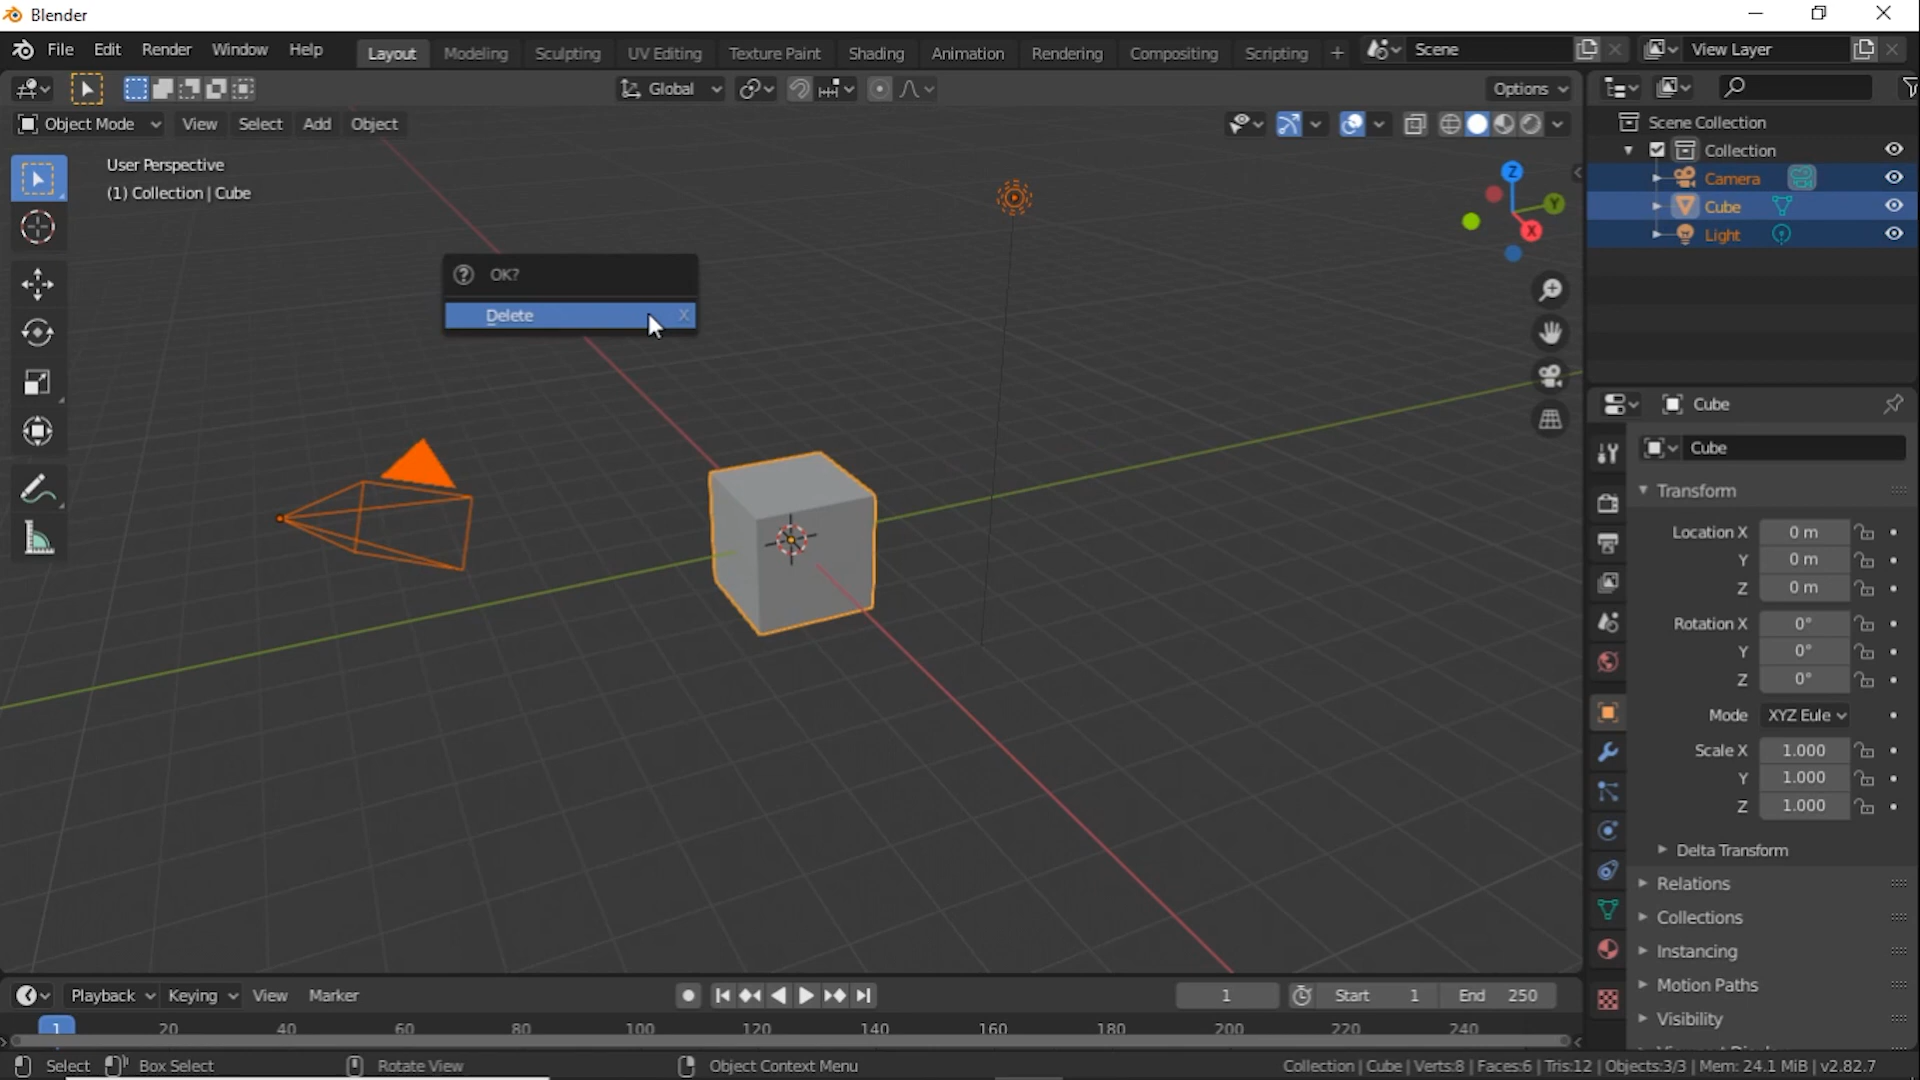 Blender
File Edit Render Window Help Layout Modeling Sculpting UV Editing Texture Paint Shading Animation Rendering Compositing Scripting + Scene View Layer
Global Options
Object Mode View Select Add Object
User Perspective
(1) Collection | Cube
OK?
Delete X
Z
Y
X
Scene Collection
Collection
Camera
Cube
Light
Cube
Cube
Transform
Location X 0 m
Y 0 m
Z 0 m
Rotation X 0°
Y 0°
Z 0°
Mode XYZ Eule
Scale X 1.000
Y 1.000
Z 1.000
Delta Transform
Relations
Collections
Instancing
Motion Paths
Visibility
Playback Keying View Marker 1 Start 1 End 250
1 20 40 60 80 100 120 140 160 180 200 220 240
Select Box Select Rotate View Object Context Menu Collection | Cube | Verts:8 | Faces:6 | Tris:12 | Objects:3/3 | Mem: 24.1 MiB | v2.82.7